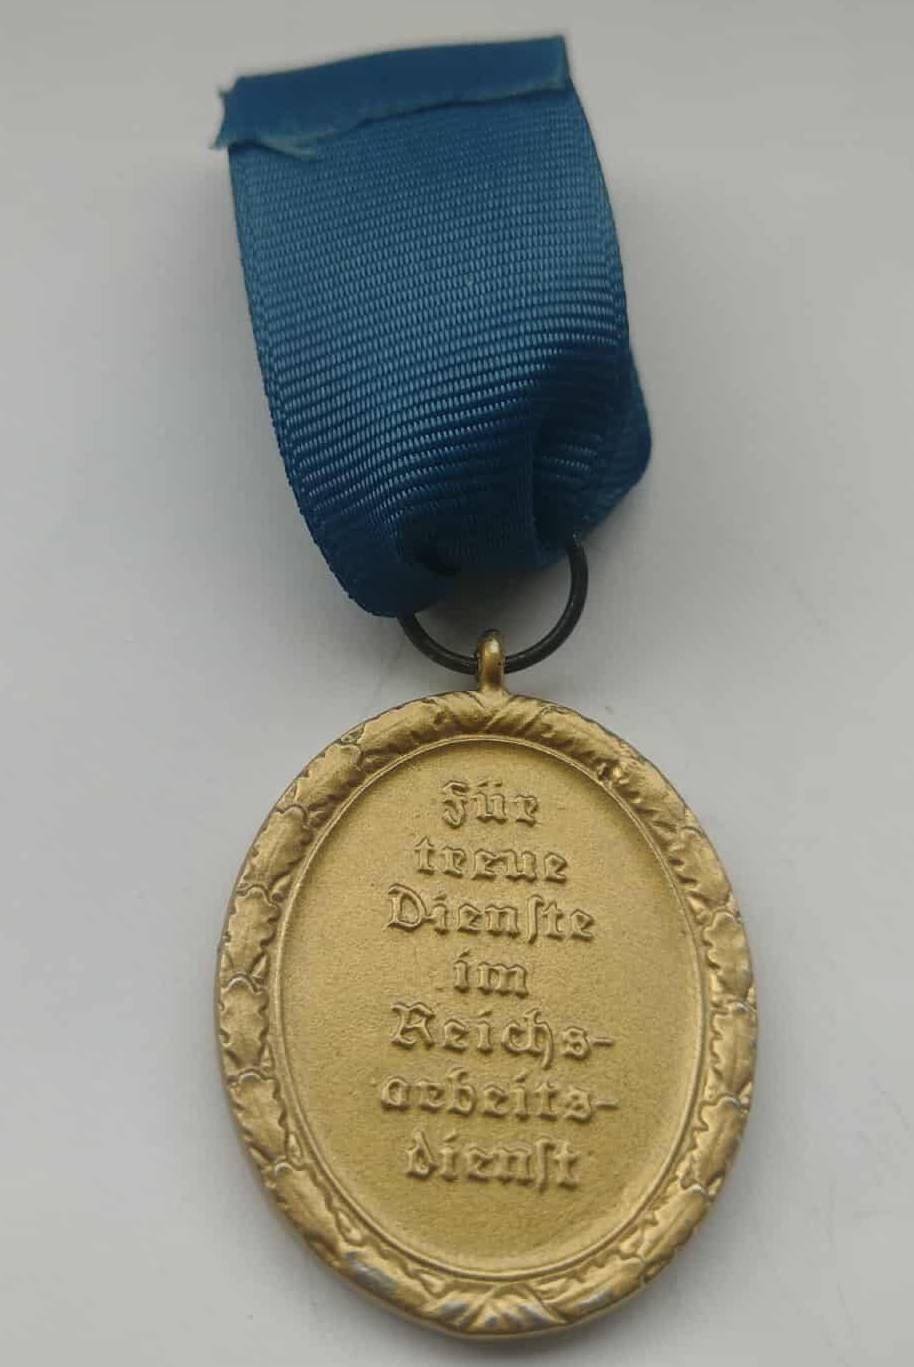 Für
treue
Dienſte
im
Reichs-
arbeits-
dienſt